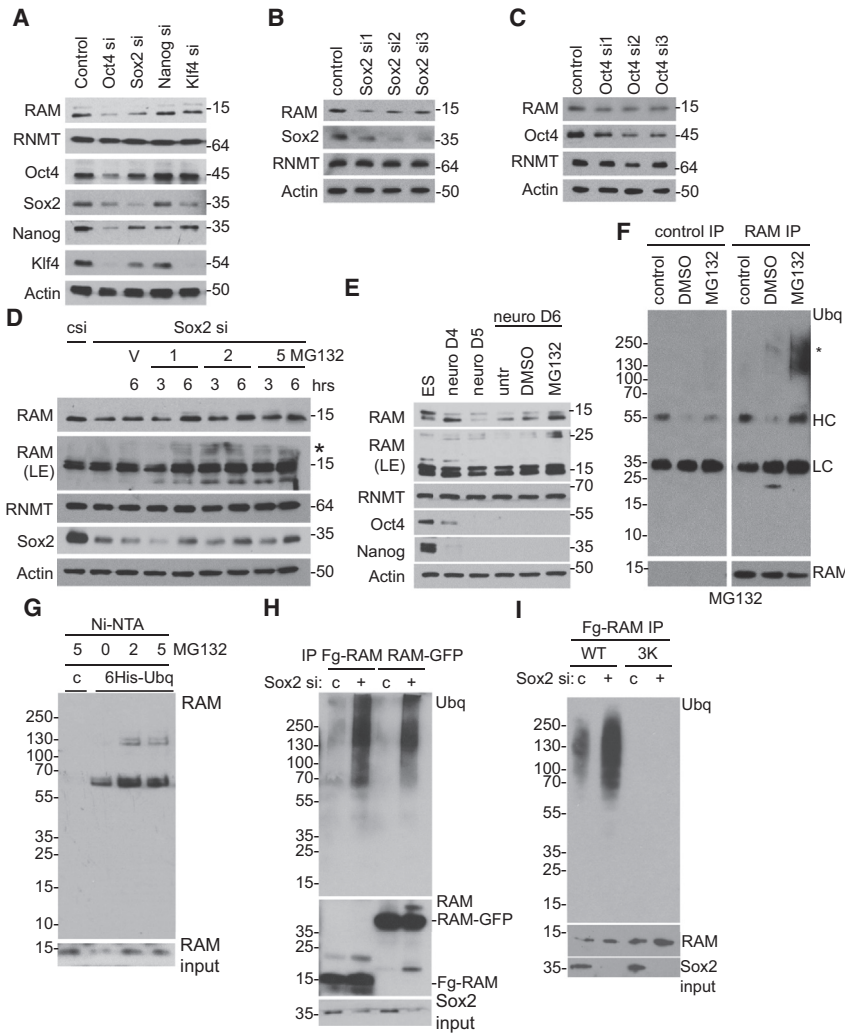 A
Control
Oct4 si
Sox2 si
Nanog si
Klf4 si
RAM
-15
RNMT
-64
Oct4
-45
Sox2
-35
Nanog
-35
Klf4
-54
Actin
-50
B
control
Sox2 si1
Sox2 si2
Sox2 si3
RAM
-15
Sox2
-35
RNMT
-64
Actin
-50
C
control
Oct4 si1
Oct4 si2
Oct4 si3
RAM
-15
Oct4
-45
RNMT
-64
Actin
-50
D
csi Sox2 si
V 1 2 5 MG132
6 3 6 3 6 3 6 hrs
RAM
-15
RAM
(LE)
*
-15
RNMT
-64
Sox2
-35
Actin
-50
E
neuro D6
ES
neuro D4
neuro D5
untr
DMSO
MG132
RAM
-15
RAM
(LE)
-25
-15
RNMT
-70
Oct4
-55
Nanog
-35
Actin
-50
F
control IP RAM IP
control
DMSO
MG132
control
DMSO
MG132
Ubq
250-
130-
100-
70-
55-
35-
25-
15-
10-
*
HC
LC
15-
RAM
MG132
G
Ni-NTA
5 0 2 5 MG132
c 6His-Ubq
RAM
250-
130-
100-
70-
55-
35-
25-
15-
10-
15-
RAM
input
H
IP Fg-RAM RAM-GFP
Sox2 si: c + c +
Ubq
250-
130-
100-
70-
55-
35-
25-
15-
RAM
-RAM-GFP
35-
25-
15-
-Fg-RAM
35-
Sox2
input
I
Fg-RAM IP
WT 3K
Sox2 si: c + c +
Ubq
250-
130-
100-
70-
55-
35-
25-
15-
15-
RAM
35-
Sox2
input